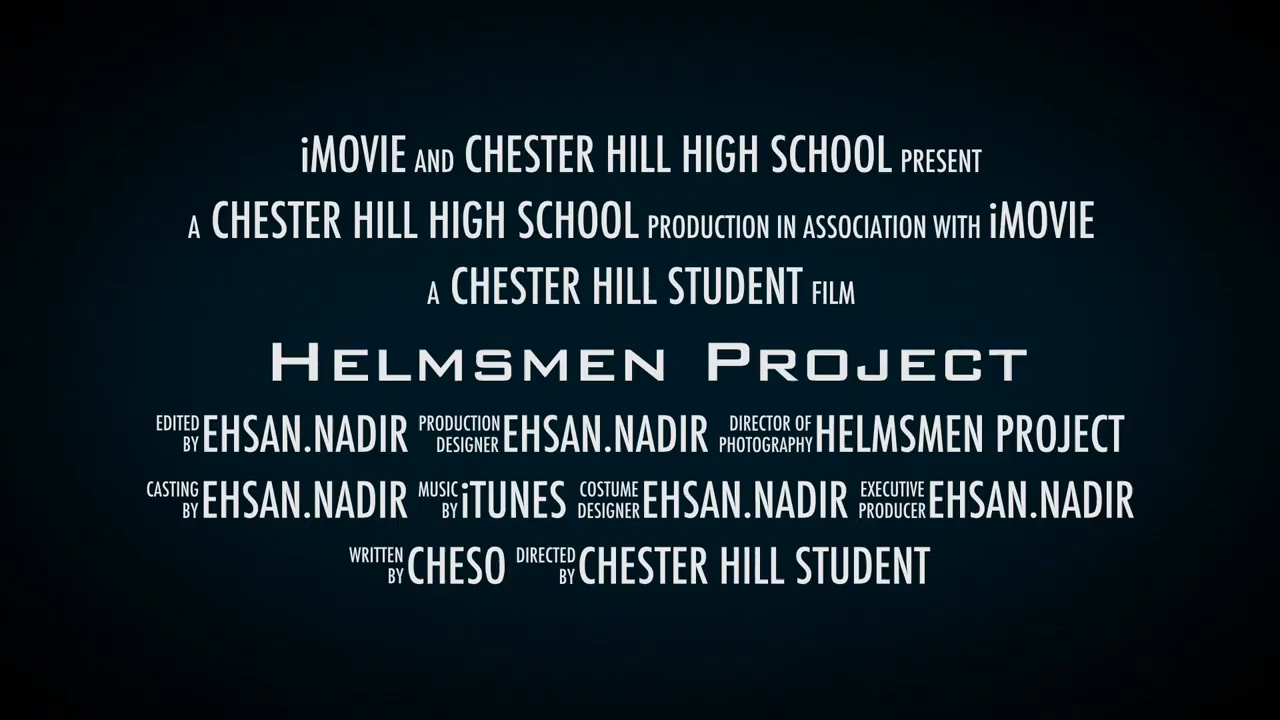 iMOVIE AND CHESTER HILL HIGH SCHOOL PRESENT
A CHESTER HILL HIGH SCHOOL PRODUCTION IN ASSOCIATION WITH iMOVIE
A CHESTER HILL STUDENT FILM
HELMSMEN PROJECT
EDITED BY EHSAN.NADIR PRODUCTION DESIGNER EHSAN.NADIR DIRECTOR OF PHOTOGRAPHY HELMSMEN PROJECT
CASTING BY EHSAN.NADIR MUSIC BY iTUNES COSTUME DESIGNER EHSAN.NADIR EXECUTIVE PRODUCER EHSAN.NADIR
WRITTEN BY CHESO DIRECTED BY CHESTER HILL STUDENT